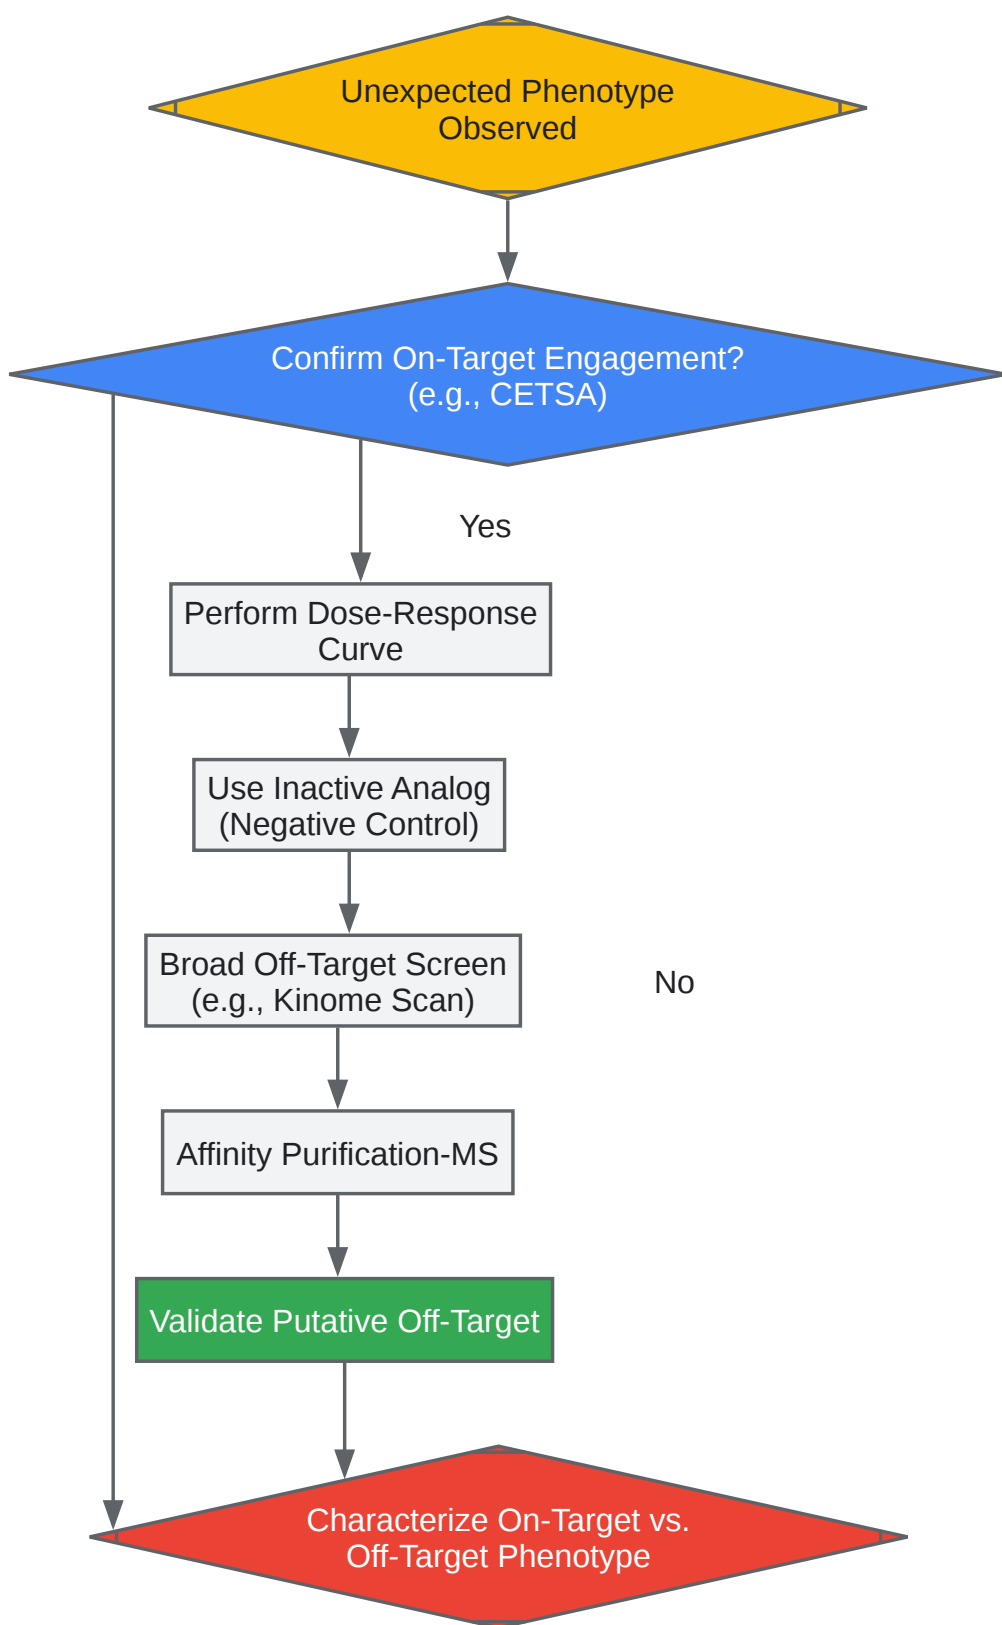 Unexpected Phenotype
Observed
Confirm On-Target Engagement?
(e.g., CETSA)
Yes
Perform Dose-Response
Curve
Use Inactive Analog
(Negative Control)
Broad Off-Target Screen
(e.g., Kinome Scan)
No
Affinity Purification-MS
Validate Putative Off-Target
Characterize On-Target vs.
Off-Target Phenotype